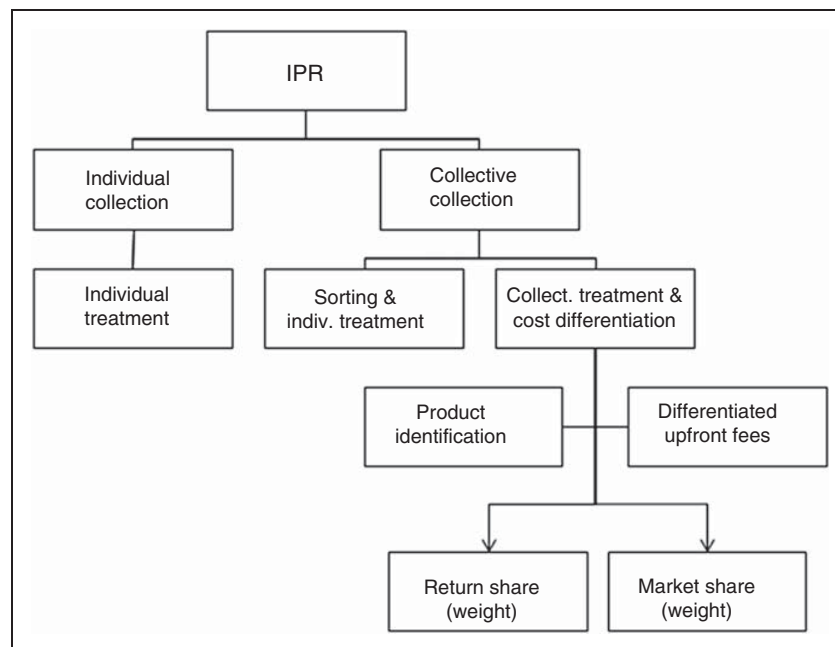 IPR
Individual
collection
Collective
collection
Individual
treatment
Sorting &
indiv. treatment
Collect. treatment &
cost differentiation
Product
identification
Differentiated
upfront fees
Return share
(weight)
Market share
(weight)